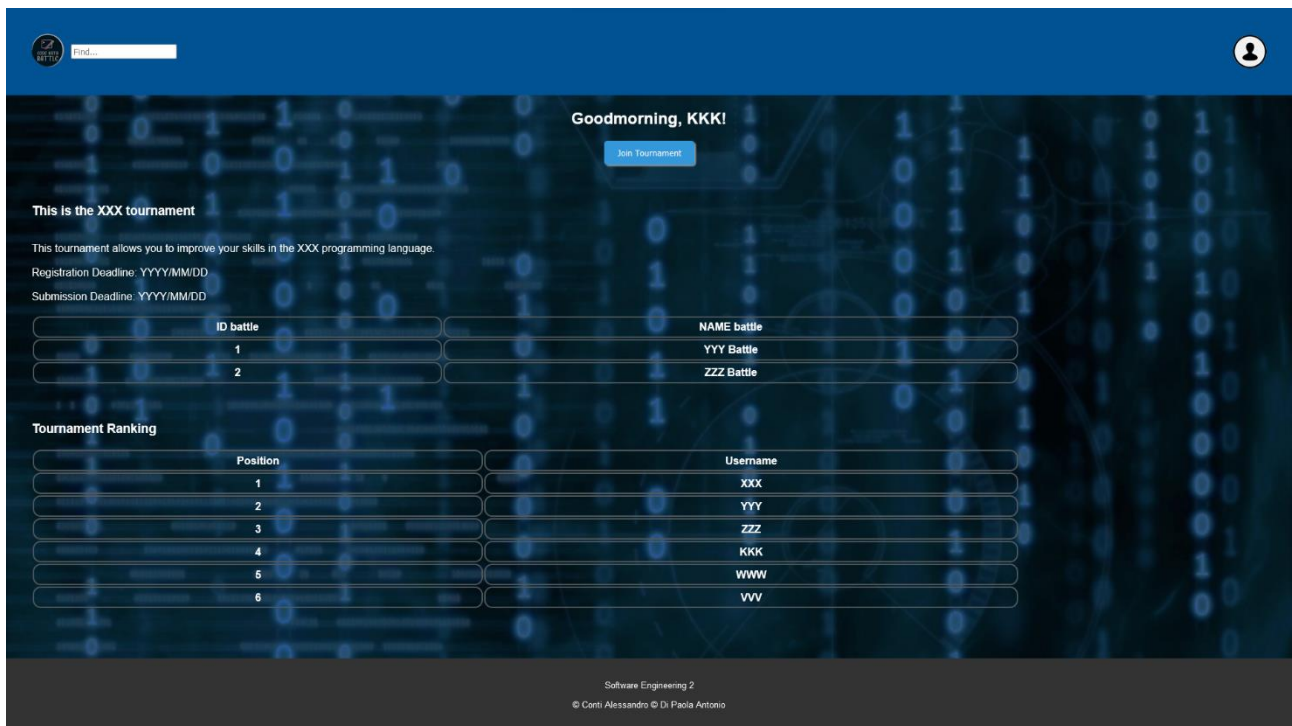 Find...
BATTLE
Goodmorning, KKK!
Join Tournament
This is the XXX tournament
This tournament allows you to improve your skills in the XXX programming language.
Registration Deadline: YYYY/MM/DD
Submission Deadline: YYYY/MM/DD
ID battle NAME battle
1 YYY Battle
2 ZZZ Battle
Tournament Ranking
Position Username
1 XXX
2 YYY
3 ZZZ
4 KKK
5 WWW
6 VVV
Software Engineering 2
© Conti Alessandro © Di Paola Antonio